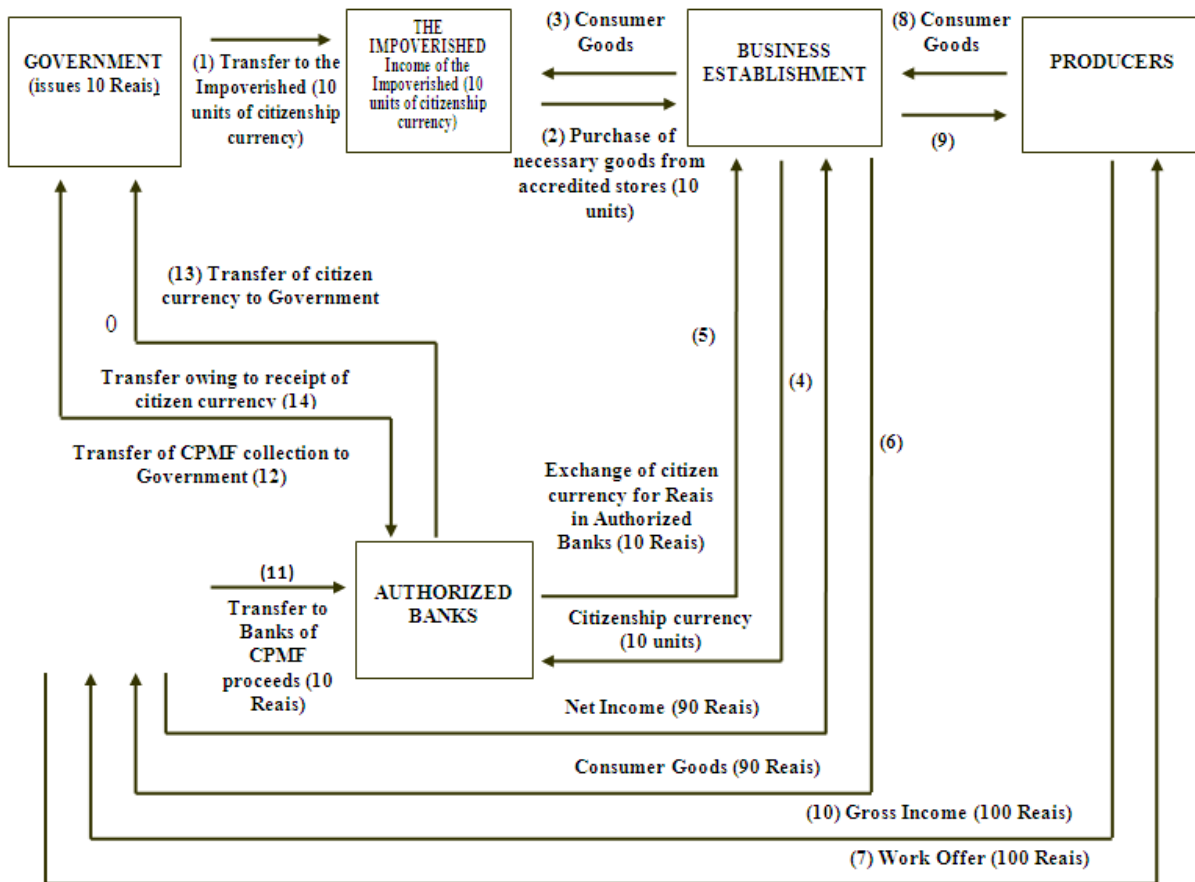 GOVERNMENT
(issues 10 Reais)
(1) Transfer to the
Impoverished (10
units of citizenship
currency)
THE
IMPOVERISHED
Income of the
Impoverished (10
units of citizenship
currency)
(3) Consumer
Goods
(2) Purchase of
necessary goods from
accredited stores (10
units)
BUSINESS
ESTABLISHMENT
(8) Consumer
Goods
(9)
PRODUCERS
(13) Transfer of citizen
currency to Government
()
Transfer owing to receipt of
citizen currency (14)
Transfer of CPMF collection to
Government (12)
(5)
(4)
(6)
Exchange of citizen
currency for Reais
in Authorized
Banks (10 Reais)
(11)
Transfer to
Banks of
CPMF
proceeds (10
Reais)
AUTHORIZED
BANKS
Citizenship currency
(10 units)
Net Income (90 Reais)
Consumer Goods (90 Reais)
(10) Gross Income (100 Reais)
(7) Work Offer (100 Reais)